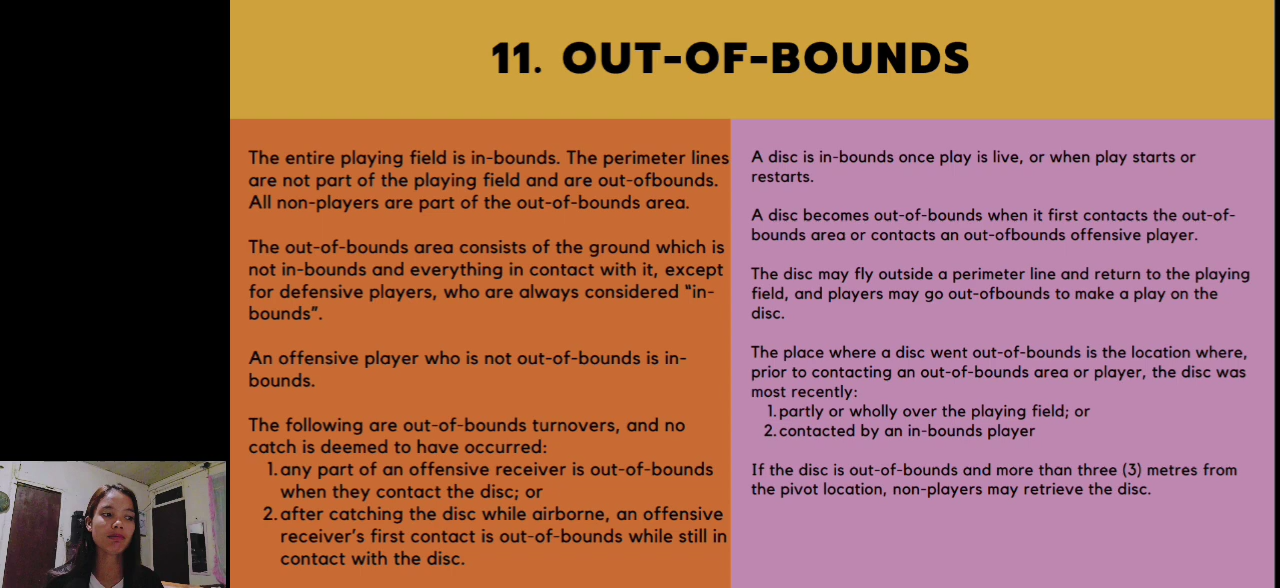 11. OUT-OF-BOUNDS
The entire playing field is in-bounds. The perimeter lines
are not part of the playing field and are out-ofbounds.
All non-players are part of the out-of-bounds area.
The out-of-bounds area consists of the ground which is
not in-bounds and everything in contact with it, except
for defensive players, who are always considered “in-
bounds”.
An offensive player who is not out-of-bounds is in-
bounds.
The following are out-of-bounds turnovers, and no
catch is deemed to have occurred:
1. any part of an offensive receiver is out-of-bounds
when they contact the disc; or
2. after catching the disc while airborne, an offensive
receiver’s first contact is out-of-bounds while still in
contact with the disc.
A disc is in-bounds once play is live, or when play starts or
restarts.
A disc becomes out-of-bounds when it first contacts the out-of-
bounds area or contacts an out-ofbounds offensive player.
The disc may fly outside a perimeter line and return to the playing
field, and players may go out-ofbounds to make a play on the
disc.
The place where a disc went out-of-bounds is the location where,
prior to contacting an out-of-bounds area or player, the disc was
most recently:
1. partly or wholly over the playing field; or
2. contacted by an in-bounds player
If the disc is out-of-bounds and more than three (3) metres from
the pivot location, non-players may retrieve the disc.